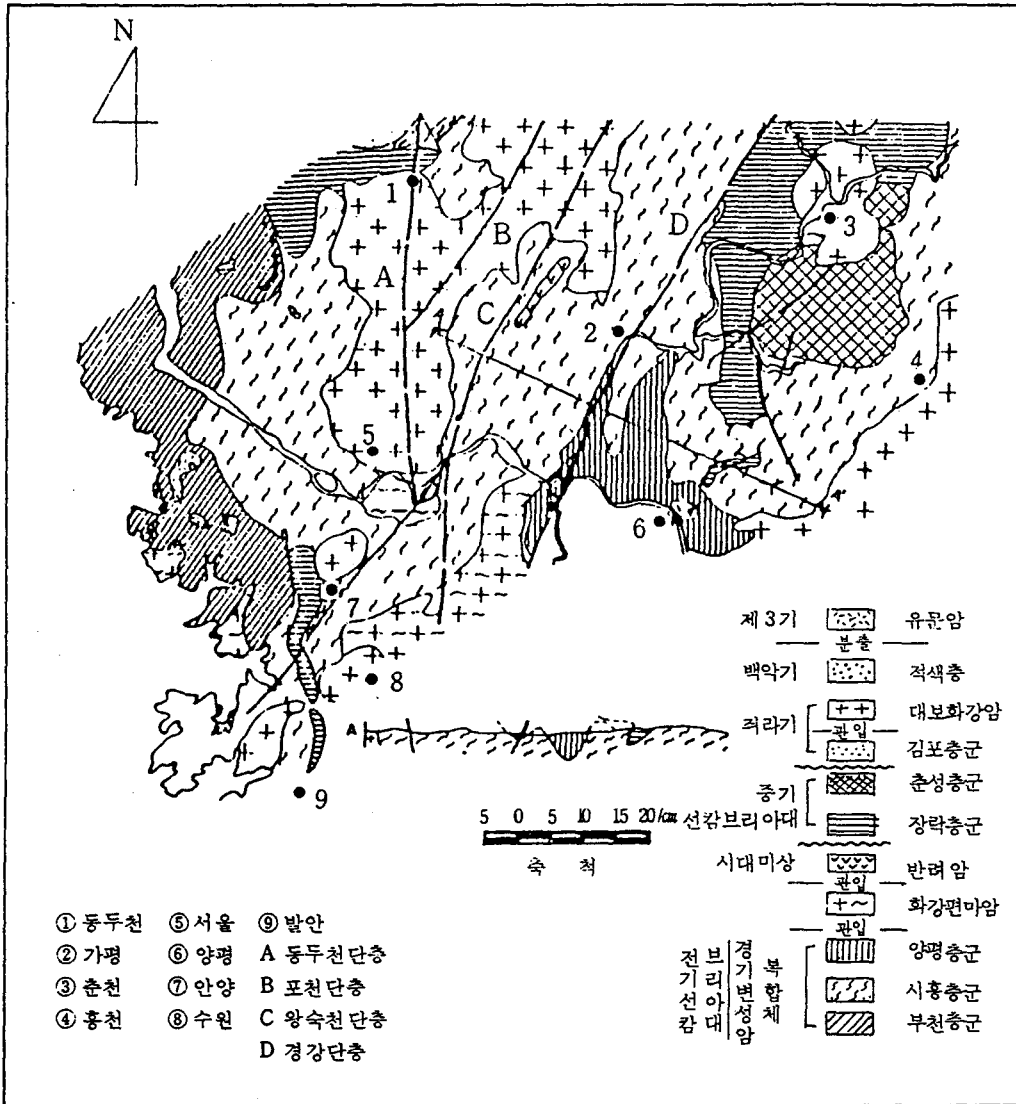 N
1
B
D
3
A
C
2
4
5
6
7
8
9
A
5 0 5 10 15 20 km
축 척
제3기 유문암
분출
백악기 적색층
쥬라기 대보화강암
관입
김포층군
중기 선캄브리아대 춘성층군
장락층군
시대미상 반려암
관입
화강편마암
관입
전기선캄브리아대 경기변성암복합체 양평층군
시흥층군
부천층군
① 동두천 ⑤ 서울 ⑨ 발안
② 가평 ⑥ 양평 A 동두천단층
③ 춘천 ⑦ 안양 B 포천단층
④ 홍천 ⑧ 수원 C 왕숙천단층
D 경강단층